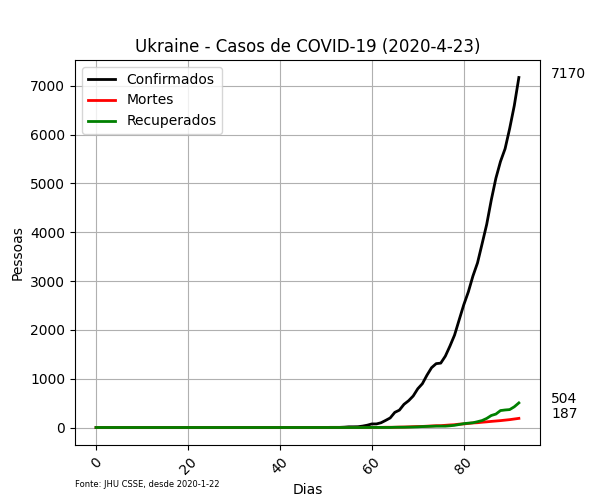 Ukraine - Casos de COVID-19 (2020-4-23)
Confirmados
Mortes
Recuperados
7170
504
187
7000
6000
5000
4000
3000
2000
1000
0
Pessoas
0
20
40
60
80
Dias
Fonte: JHU CSSE, desde 2020-1-22